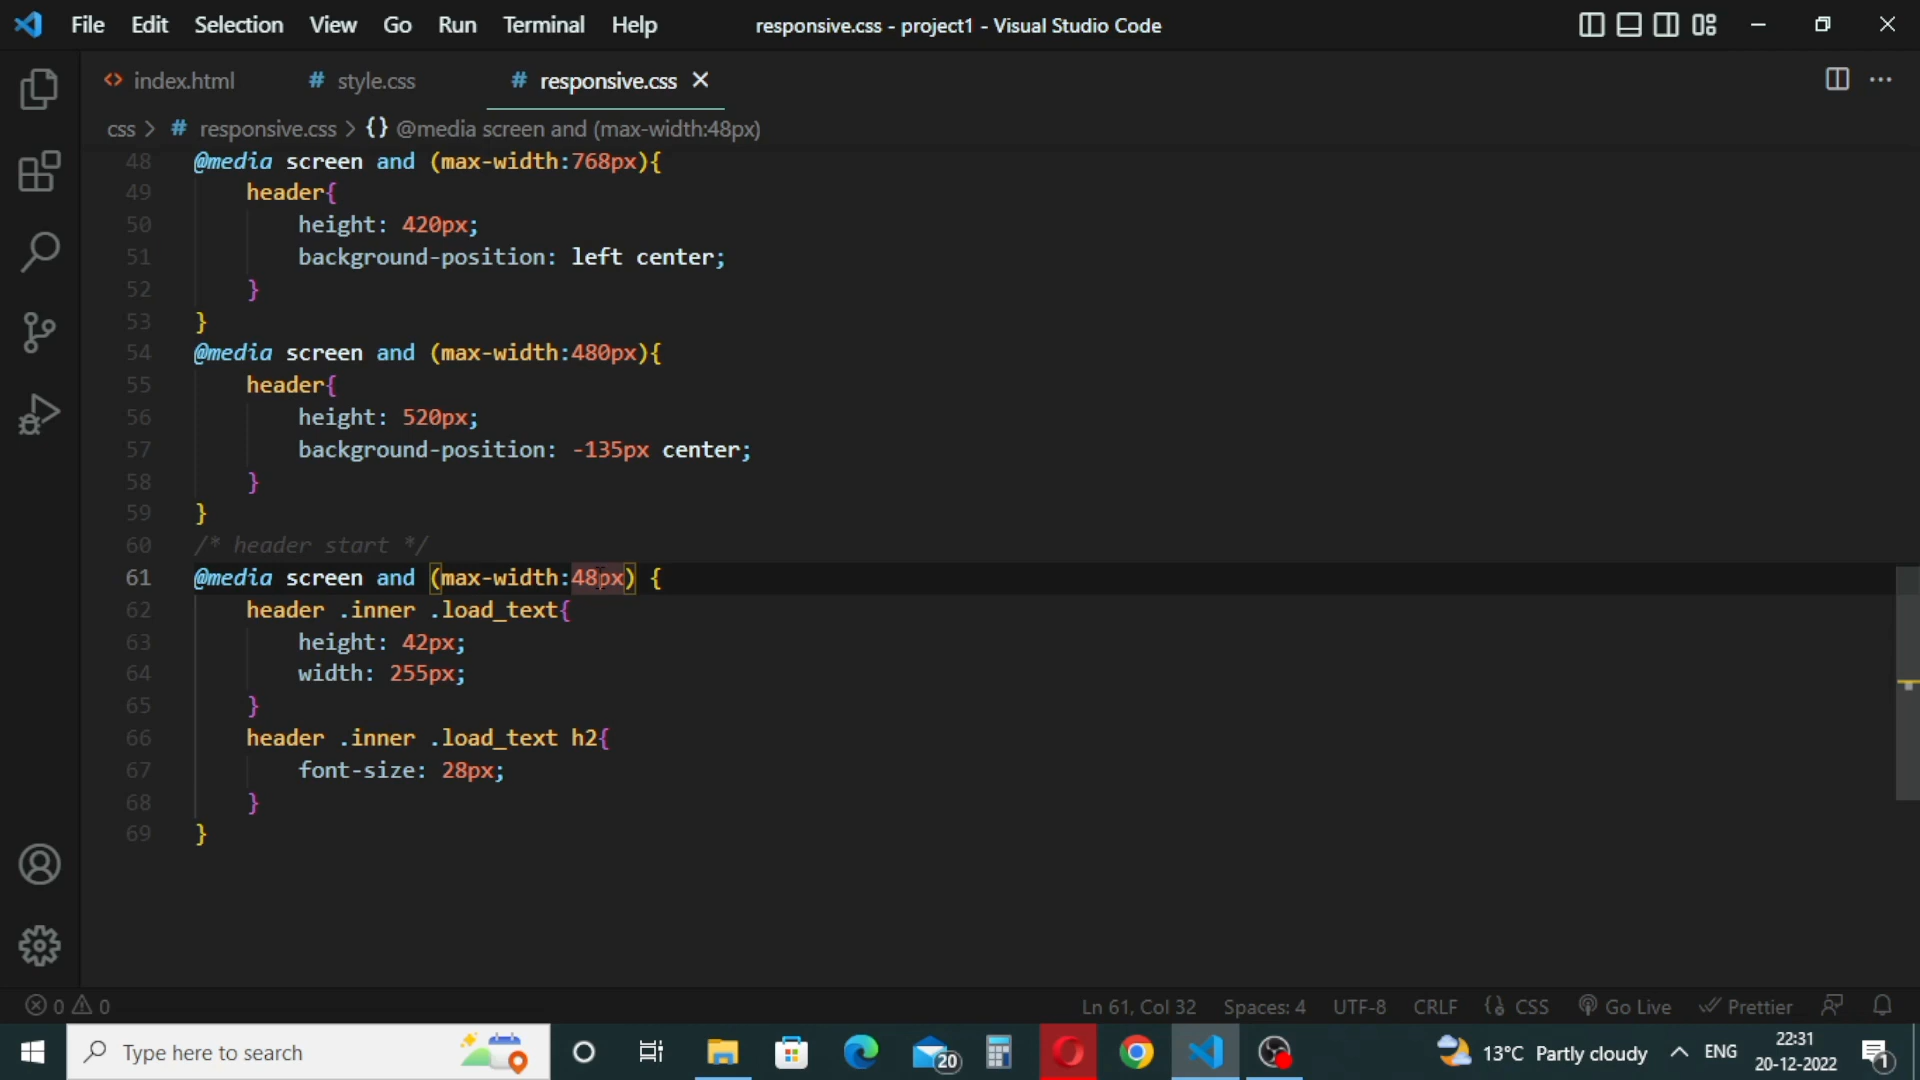 File Edit Selection View Go Run Terminal Help responsive.css - project1 - Visual Studio Code
<> index.html # style.css # responsive.css
css > # responsive.css > {} @media screen and (max-width:48px)
48 @media screen and (max-width:768px){
49 header{
50 height: 420px;
51 background-position: left center;
52 }
53 }
54 @media screen and (max-width:480px){
55 header{
56 height: 520px;
57 background-position: -135px center;
58 }
59 }
60 /* header start */
61 @media screen and (max-width:48px) {
62 header .inner .load_text{
63 height: 42px;
64 width: 255px;
65 }
66 header .inner .load_text h2{
67 font-size: 28px;
68 }
69 }
0 0 Ln 61, Col 32 Spaces: 4 UTF-8 CRLF {} CSS Go Live Prettier
Type here to search 20 13°C Partly cloudy ENG 22:31
20-12-2022 1